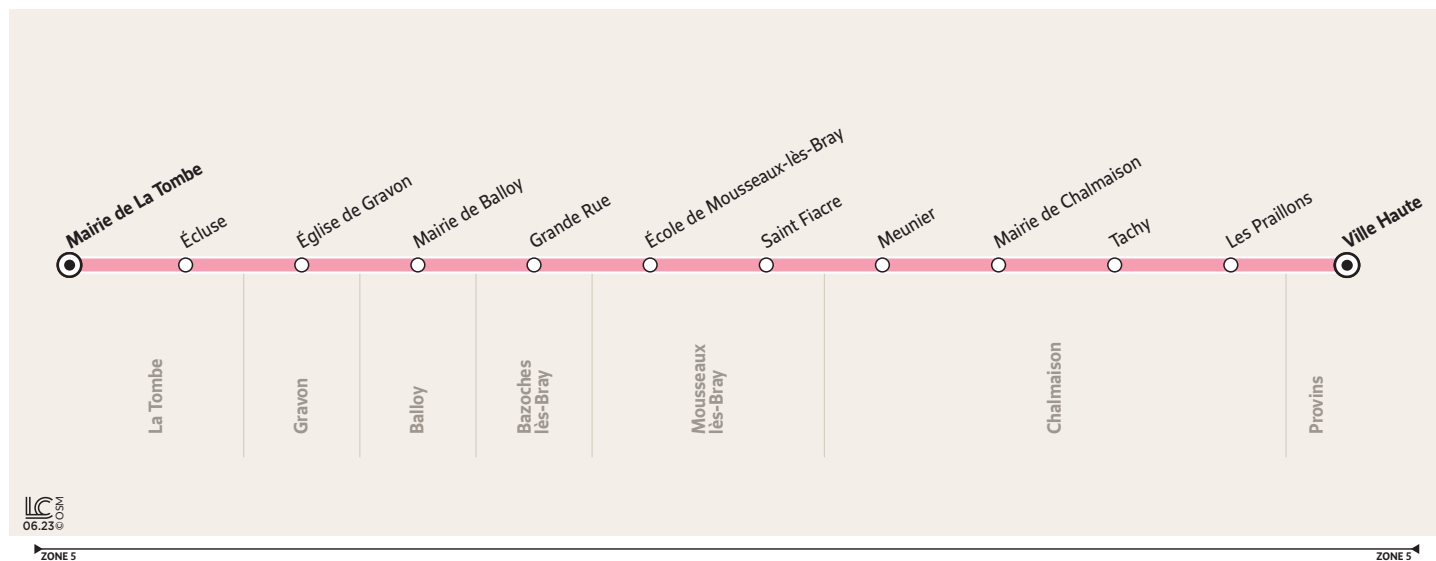 Mairie de La Tombe
Écluse
Église de Gravon
Mairie de Balloy
Grande Rue
École de Mousseaux-lès-Bray
Saint Fiacre
Meunier
Mairie de Chalmaison
Tachy
Les Praillons
Ville Haute
La Tombe
Gravon
Balloy
Bazoches
lès-Bray
Mousseaux
lès-Bray
Chalmaison
Provins
LC
06.23 © OSM
ZONE 5
ZONE 5